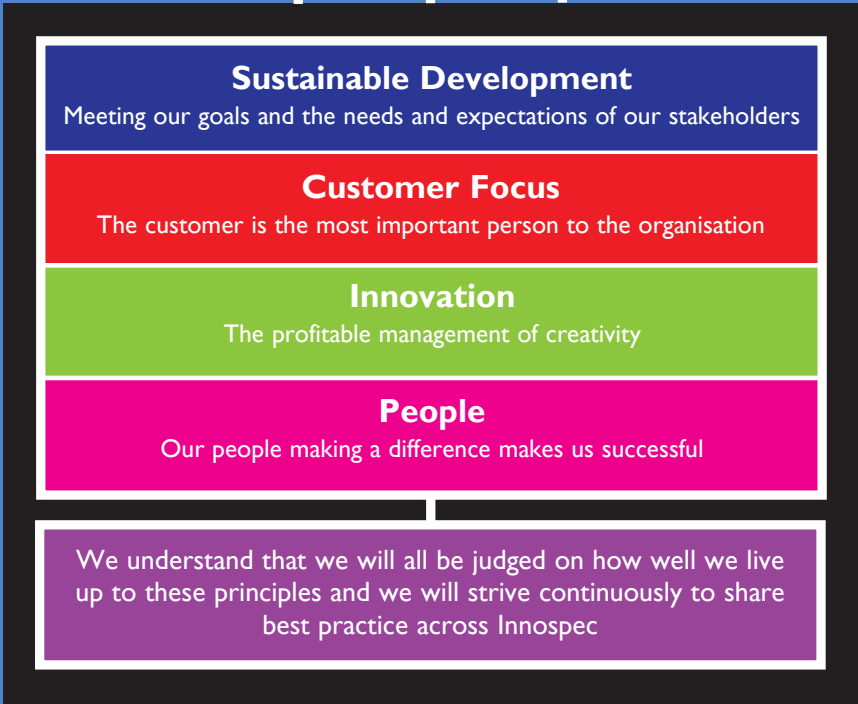 Sustainable Development
Meeting our goals and the needs and expectations of our stakeholders
Customer Focus
The customer is the most important person to the organisation
Innovation
The profitable management of creativity
People
Our people making a difference makes us successful
We understand that we will all be judged on how well we live
up to these principles and we will strive continuously to share
best practice across Innospec